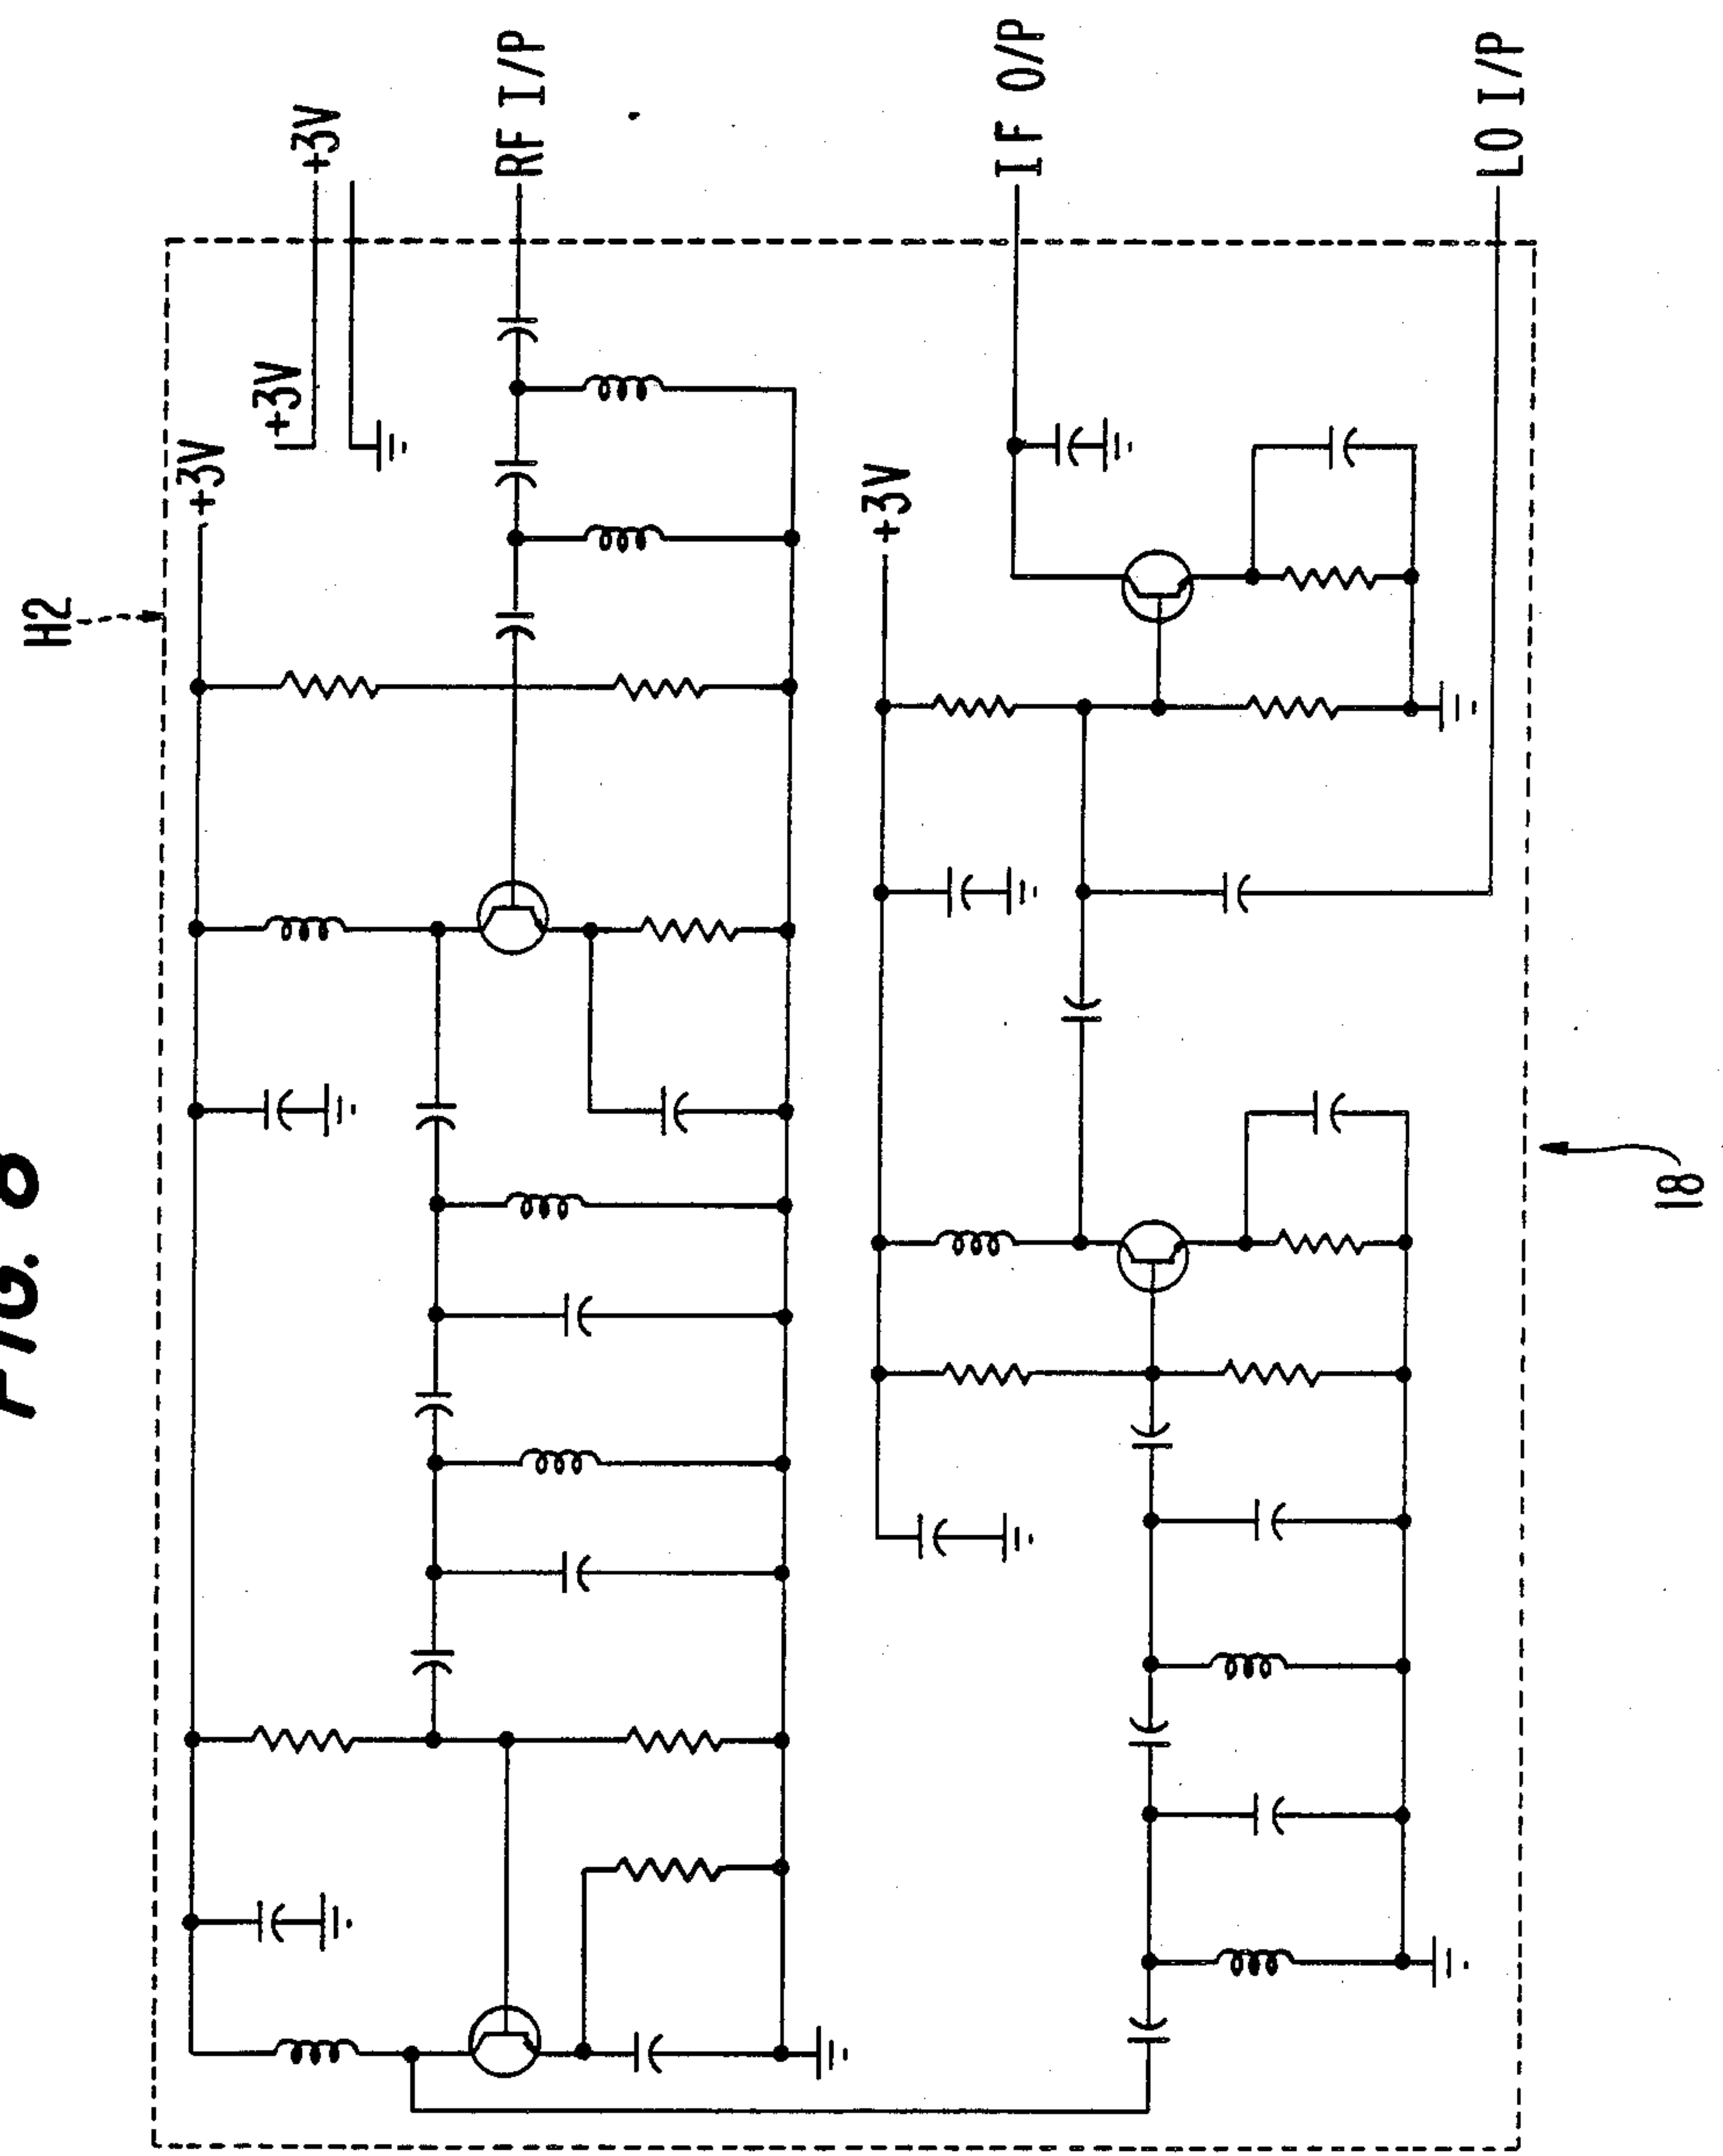 FIG. 8
H2
+3V
+3V
+3V
RF I/P
+3V
IF O/P
LO I/P
18